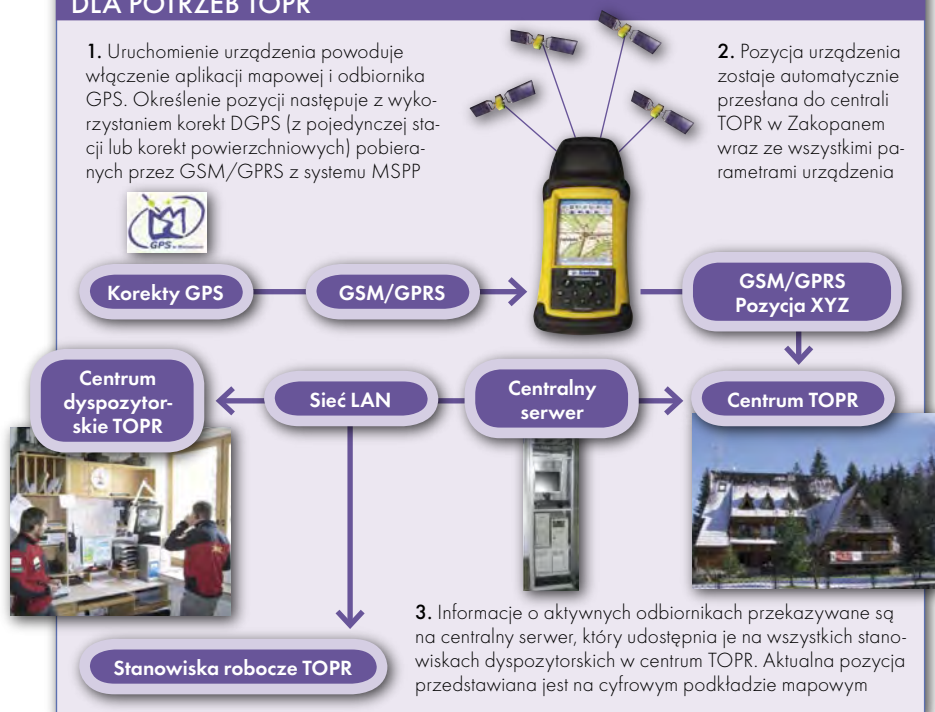 DLA POTRZEB TOPR
1. Uruchomienie urządzenia powoduje
włączenie aplikacji mapowej i odbiornika
GPS. Określenie pozycji następuje z wyko-
rzystaniem korekt DGPS (z pojedynczej sta-
cji lub korekt powierzchniowych) pobiera-
nych przez GSM/GPRS z systemu MSPP
2. Pozycja urządzenia
zostaje automatycznie
przesłana do centrali
TOPR w Zakopanem
wraz ze wszystkimi pa-
rametrami urządzenia
Korekty GPS
GSM/GPRS
GSM/GPRS
Pozycja XYZ
Centrum
dyspozytor-
skie TOPR
Sieć LAN
Centralny
serwer
Centrum TOPR
3. Informacje o aktywnych odbiornikach przekazywane są
na centralny serwer, który udostępnia je na wszystkich stano-
wiskach dyspozytorskich w centrum TOPR. Aktualna pozycja
przedstawiana jest na cyfrowym podkładzie mapowym
Stanowiska robocze TOPR